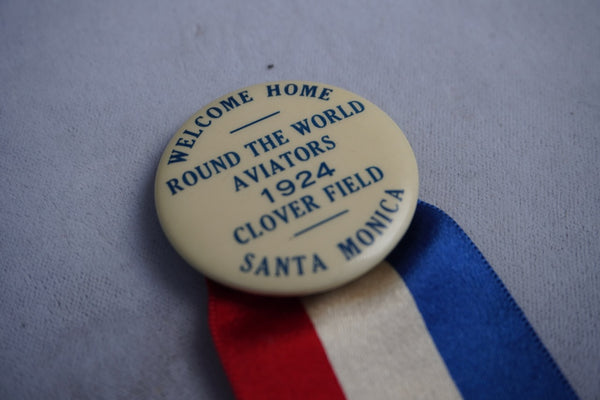 WELCOME HOME
ROUND THE WORLD
AVIATORS
1924
CLOVER FIELD
SANTA MONICA